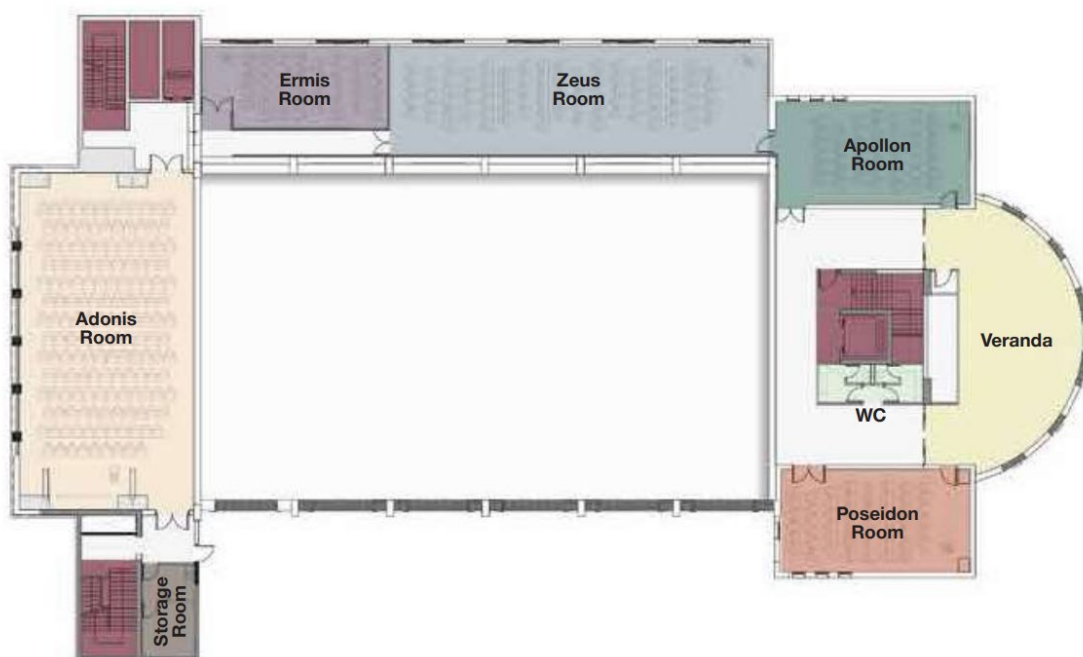 Ermis
Room
Zeus
Room
Apollon
Room
Adonis
Room
Veranda
WC
Poseidon
Room
Storage
Room